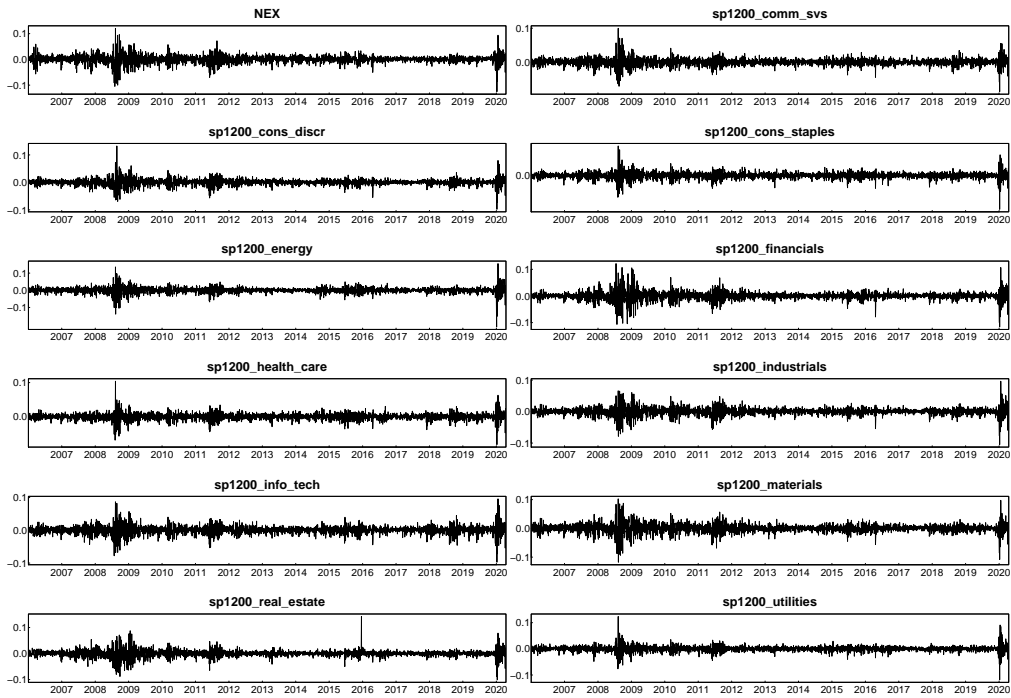 NEX
0.1
0.0
−0.1
2007 2008 2009 2010 2011 2012 2013 2014 2015 2016 2017 2018 2019 2020
sp1200_comm_svs
0.1
0.0
2007 2008 2009 2010 2011 2012 2013 2014 2015 2016 2017 2018 2019 2020
sp1200_cons_discr
0.1
0.0
−0.1
2007 2008 2009 2010 2011 2012 2013 2014 2015 2016 2017 2018 2019 2020
sp1200_cons_staples
0.0
2007 2008 2009 2010 2011 2012 2013 2014 2015 2016 2017 2018 2019 2020
sp1200_energy
0.1
0.0
−0.1
2007 2008 2009 2010 2011 2012 2013 2014 2015 2016 2017 2018 2019 2020
sp1200_financials
0.1
0.0
−0.1
2007 2008 2009 2010 2011 2012 2013 2014 2015 2016 2017 2018 2019 2020
sp1200_health_care
0.1
0.0
2007 2008 2009 2010 2011 2012 2013 2014 2015 2016 2017 2018 2019 2020
sp1200_industrials
0.1
0.0
−0.1
2007 2008 2009 2010 2011 2012 2013 2014 2015 2016 2017 2018 2019 2020
sp1200_info_tech
0.1
0.0
−0.1
2007 2008 2009 2010 2011 2012 2013 2014 2015 2016 2017 2018 2019 2020
sp1200_materials
0.1
0.0
−0.1
2007 2008 2009 2010 2011 2012 2013 2014 2015 2016 2017 2018 2019 2020
sp1200_real_estate
0.1
0.0
−0.1
2007 2008 2009 2010 2011 2012 2013 2014 2015 2016 2017 2018 2019 2020
sp1200_utilities
0.1
0.0
−0.1
2007 2008 2009 2010 2011 2012 2013 2014 2015 2016 2017 2018 2019 2020